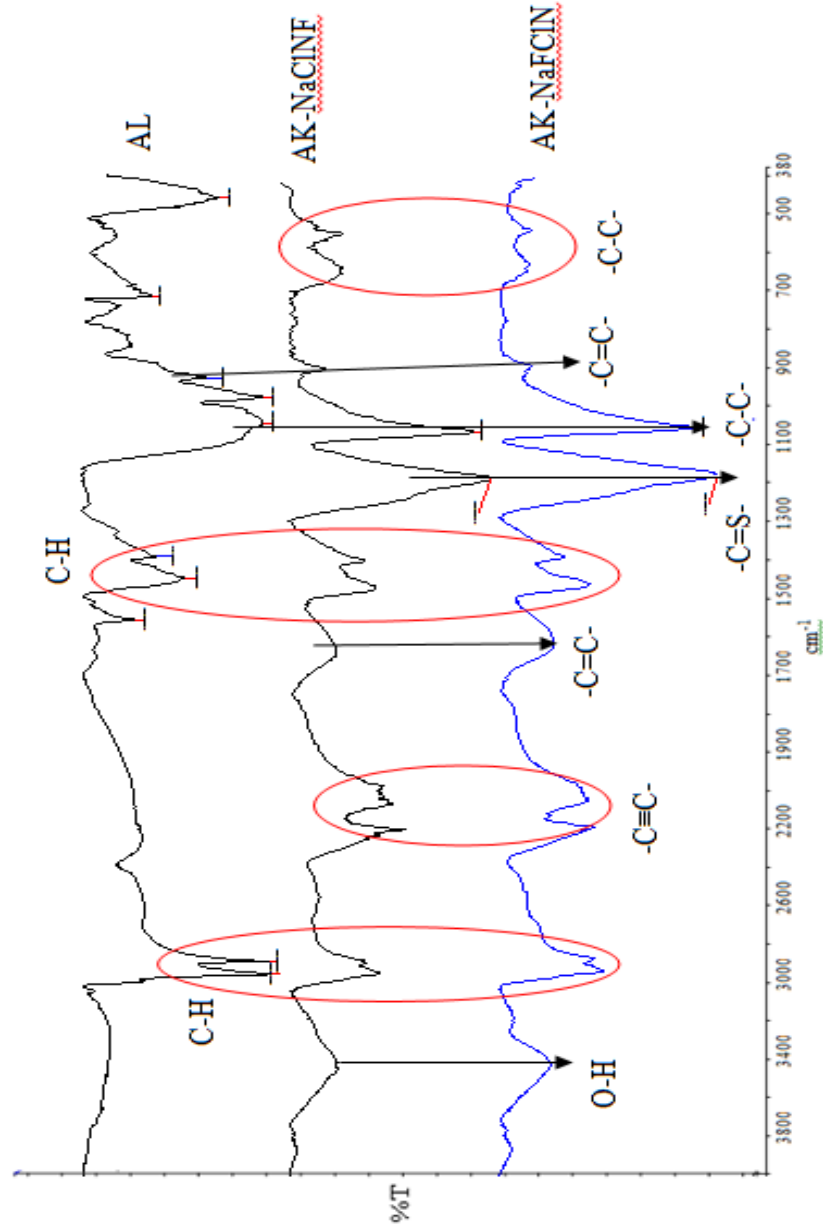 AL
AK-NaClNF
AK-NaFClN
C-H
C-H
O-H
-C≡C-
-C=C-
-C=S-
-C-C-
-C=C-
-C-C-
%T
3800
3400
3000
2600
2200
1900
1700
1500
1300
1100
900
700
500
380
cm-1